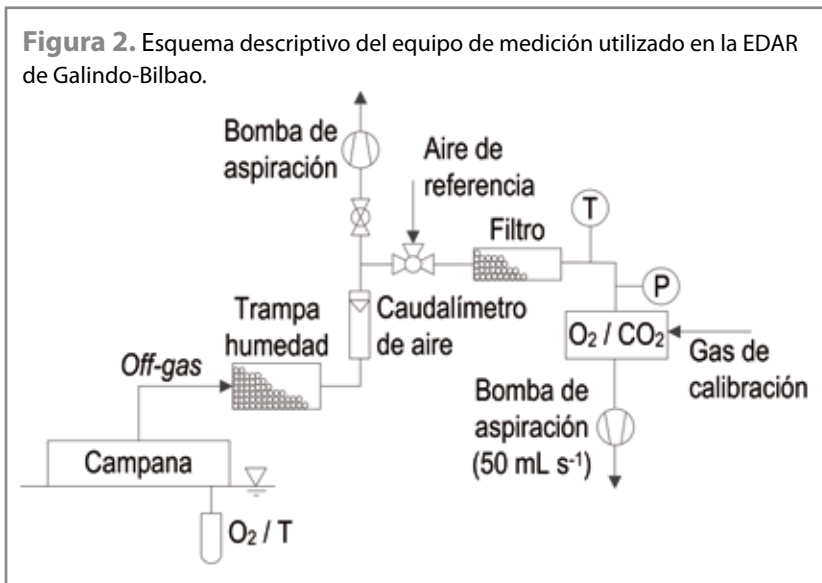 Figura 2. Esquema descriptivo del equipo de medición utilizado en la EDAR
de Galindo-Bilbao.
Bomba de
aspiración
Aire de
referencia
Filtro
T
P
Trampa
humedad
Caudalímetro
de aire
O₂ / CO₂
Gas de
calibración
Off-gas
Bomba de
aspiración
(50 mL s⁻¹)
Campana
O₂ / T